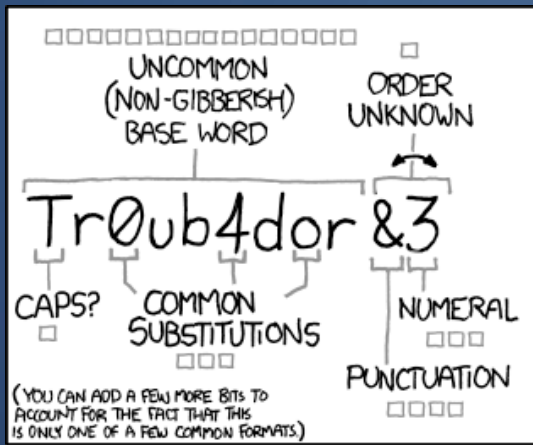 UNCOMMON
(NON-GIBBERISH)
BASE WORD
ORDER
UNKNOWN
Tr0ub4dor &3
CAPS?
COMMON
SUBSTITUTIONS
NUMERAL
PUNCTUATION
(YOU CAN ADD A FEW MORE BITS TO
ACCOUNT FOR THE FACT THAT THIS
IS ONLY ONE OF A FEW COMMON FORMATS.)